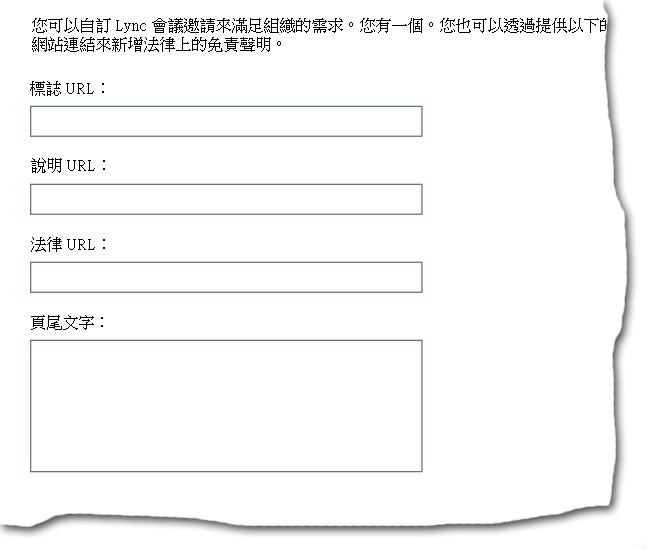 您可以自訂 Lync 會議邀請來滿足組織的需求。您有一個。您也可以透過提供以下的
網站連結來新增法律上的免責聲明。
標誌 URL：
說明 URL：
法律 URL：
頁尾文字：